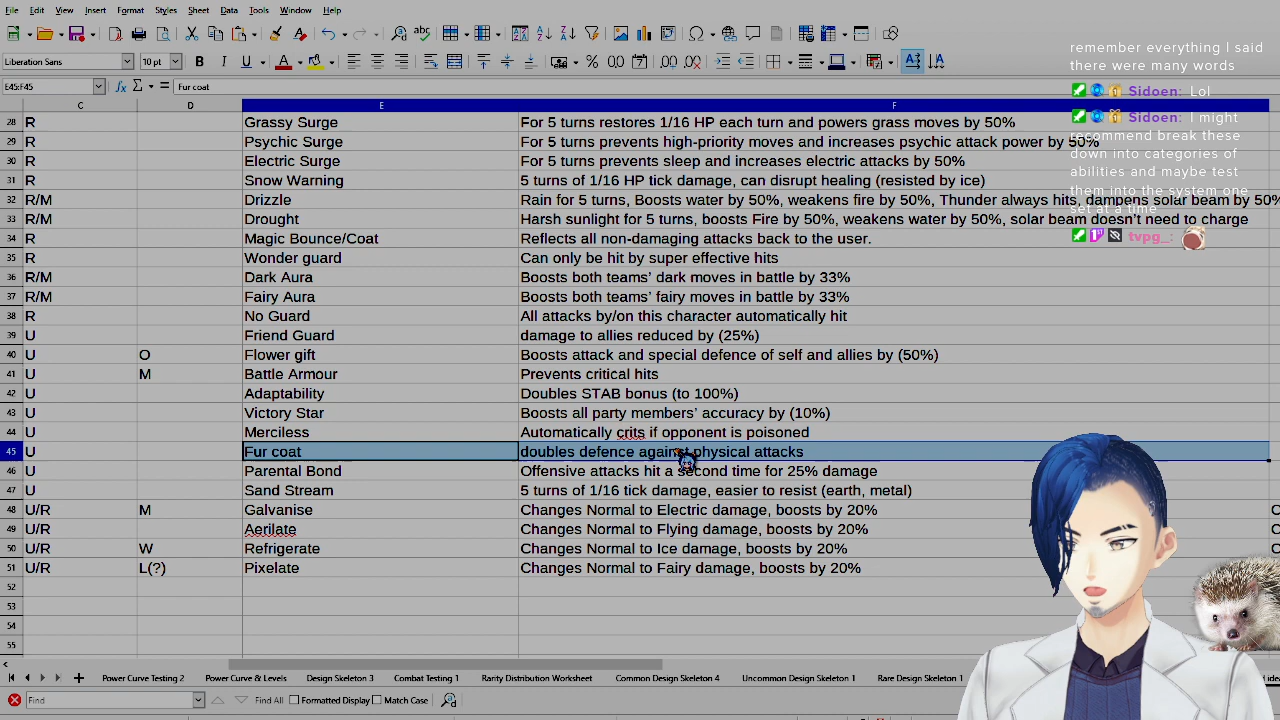 File Edit View Insert Format Styles Sheet Data Tools Window Help
Liberation Sans 10 pt
E45:F45 Fur coat
C D E F
28 R Grassy Surge For 5 turns restores 1/16 HP each turn and powers grass moves by 50%
29 R Psychic Surge For 5 turns prevents high-priority moves and increases psychic attack power by 50%
30 R Electric Surge For 5 turns prevents sleep and increases electric attacks by 50%
31 R Snow Warning 5 turns of 1/16 HP tick damage, can disrupt healing (resisted by ice)
32 R/M Drizzle Rain for 5 turns, Boosts water by 50%, weakens fire by 50%, Thunder always hits, dampens solar beam by 50%
33 R/M Drought Harsh sunlight for 5 turns, boosts Fire by 50%, weakens water by 50%, solar beam doesn't need to charge
34 R Magic Bounce/Coat Reflects all non-damaging attacks back to the user.
35 R Wonder guard Can only be hit by super effective hits
36 R/M Dark Aura Boosts both teams' dark moves in battle by 33%
37 R/M Fairy Aura Boosts both teams' fairy moves in battle by 33%
38 R No Guard All attacks by/on this character automatically hit
39 U Friend Guard damage to allies reduced by (25%)
40 U O Flower gift Boosts attack and special defence of self and allies by (50%)
41 U M Battle Armour Prevents critical hits
42 U Adaptability Doubles STAB bonus (to 100%)
43 U Victory Star Boosts all party members' accuracy by (10%)
44 U Merciless Automatically crits if opponent is poisoned
45 U Fur coat doubles defence against physical attacks
46 U Parental Bond Offensive attacks hit a second time for 25% damage
47 U Sand Stream 5 turns of 1/16 tick damage, easier to resist (earth, metal)
48 U/R M Galvanise Changes Normal to Electric damage, boosts by 20%
49 U/R Aerilate Changes Normal to Flying damage, boosts by 20%
50 U/R W Refrigerate Changes Normal to Ice damage, boosts by 20%
51 U/R L(?) Pixelate Changes Normal to Fairy damage, boosts by 20%
52
53
54
55
remember everything I said
there were many words
Sidoen: Lol
Sidoen: I might
recommend break these
down into categories of
abilities and maybe test
them into the system one
set at a time
tvpg_:
Power Curve Testing 2 Power Curve & Levels Design Skeleton 3 Combat Testing 1 Rarity Distribution Worksheet Common Design Skeleton 4 Uncommon Design Skeleton 1 Rare Design Skeleton 1
Find Find All Formatted Display Match Case